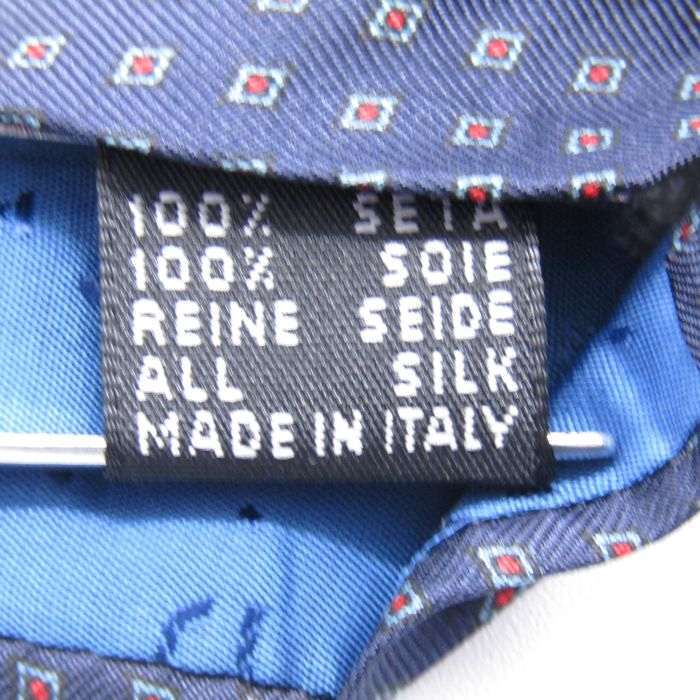 100% SETA
100% SOIE
REINE SEIDE
ALL SILK
MADE IN ITALY